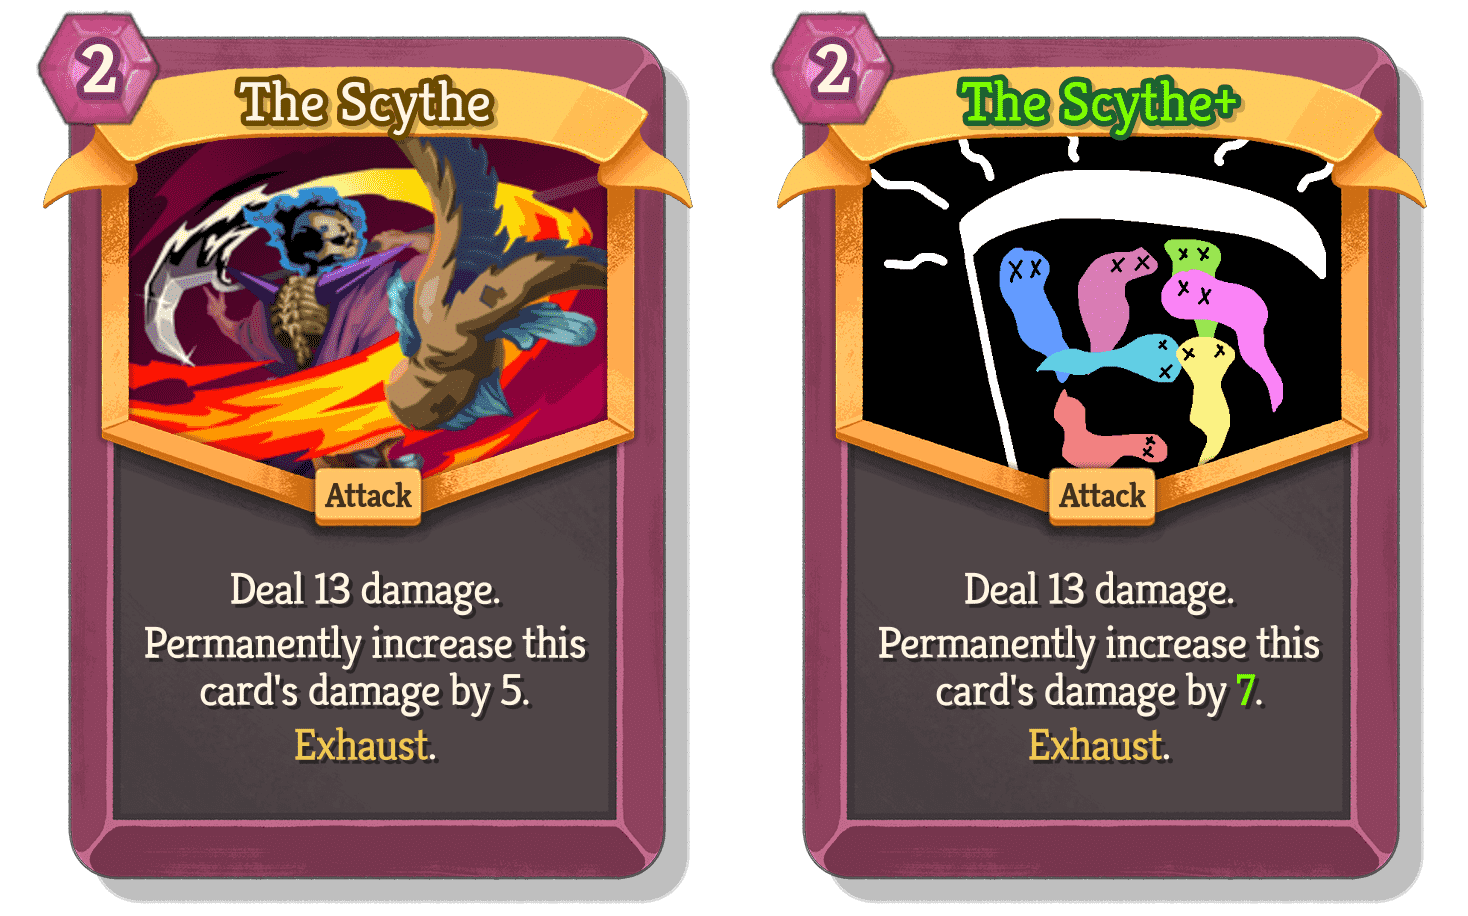 2
The Scythe
Attack
Deal 13 damage.
Permanently increase this
card's damage by 5.
Exhaust.
2
The Scythe+
Attack
Deal 13 damage.
Permanently increase this
card's damage by 7.
Exhaust.